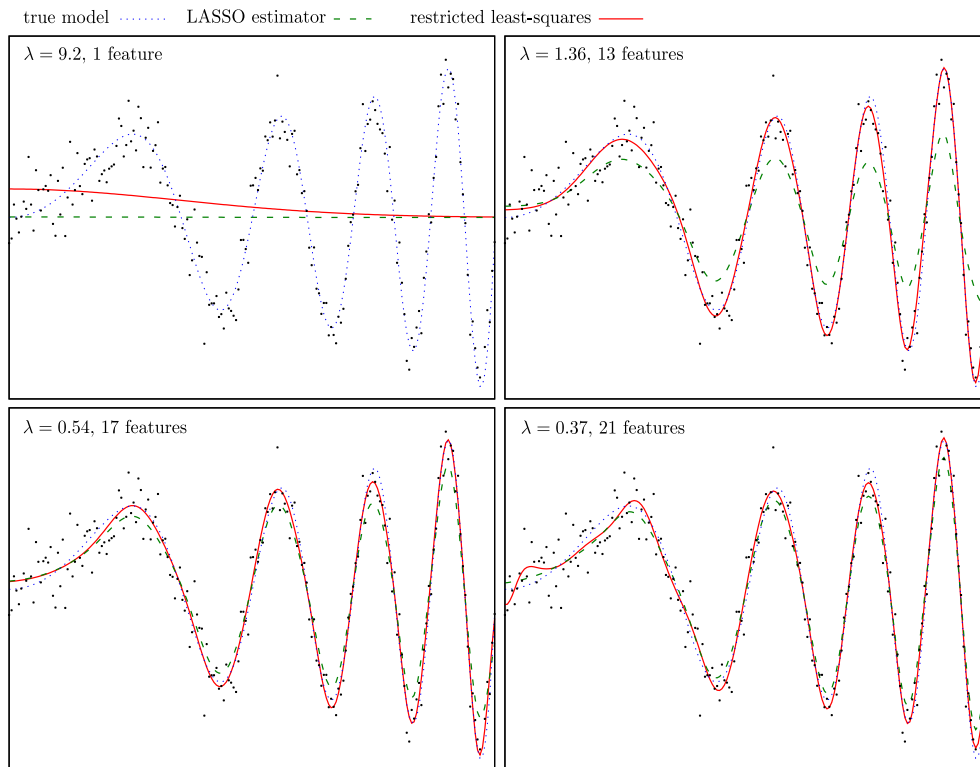 true model LASSO estimator restricted least-squares
λ = 9.2, 1 feature
λ = 1.36, 13 features
λ = 0.54, 17 features
λ = 0.37, 21 features